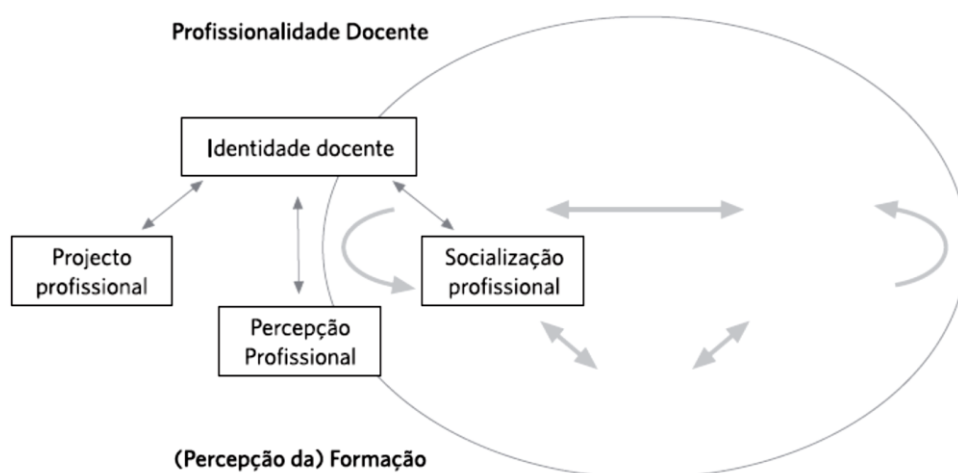 Profissionalidade Docente
Identidade docente
Projecto
profissional
Socialização
profissional
Percepção
Profissional
(Percepção da) Formação